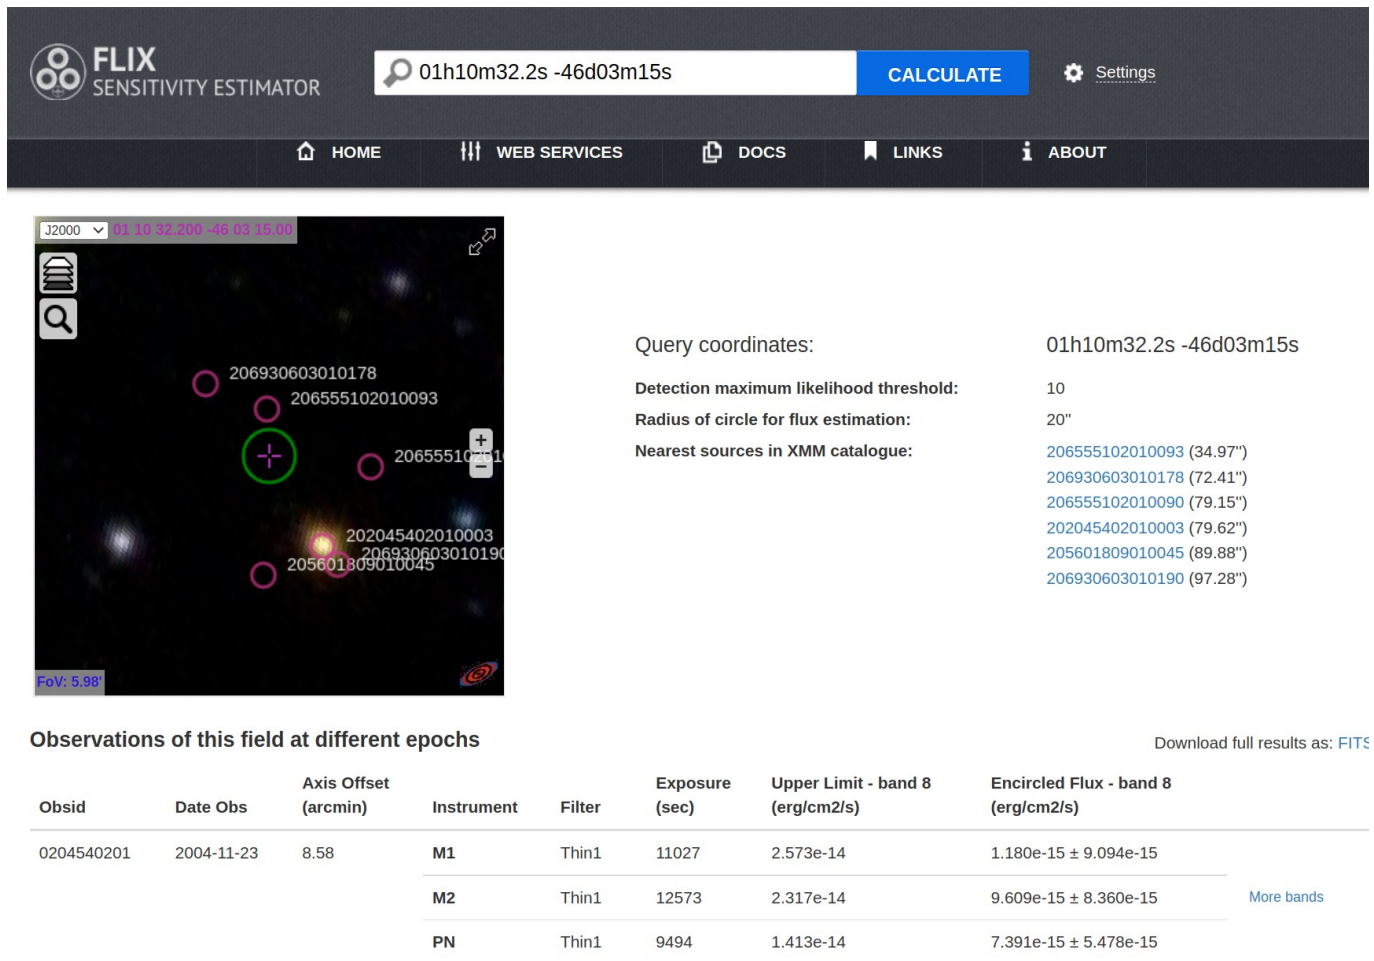 FLIX
SENSITIVITY ESTIMATOR
01h10m32.2s -46d03m15s
CALCULATE
Settings
HOME
WEB SERVICES
DOCS
LINKS
ABOUT
J2000
01 10 32.200 -46 03 15.00
206930603010178
206555102010093
202045402010003
206930603010190
205601809010045
+
−
FoV: 5.98'
Query coordinates: 01h10m32.2s -46d03m15s
Detection maximum likelihood threshold: 10
Radius of circle for flux estimation: 20"
Nearest sources in XMM catalogue: 206555102010093 (34.97")
206930603010178 (72.41")
206555102010090 (79.15")
202045402010003 (79.62")
205601809010045 (89.88")
206930603010190 (97.28")
Observations of this field at different epochs
Download full results as: FITS
Obsid Date Obs Axis Offset (arcmin) Instrument Filter Exposure (sec) Upper Limit - band 8 (erg/cm2/s) Encircled Flux - band 8 (erg/cm2/s)
0204540201 2004-11-23 8.58 M1 Thin1 11027 2.573e-14 1.180e-15 ± 9.094e-15
M2 Thin1 12573 2.317e-14 9.609e-15 ± 8.360e-15 More bands
PN Thin1 9494 1.413e-14 7.391e-15 ± 5.478e-15